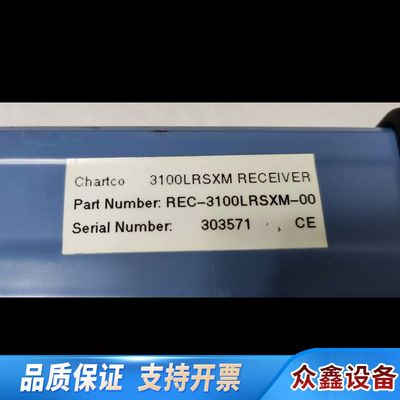 Chartco 3100LRSXM RECEIVER
Part Number: REC-3100LRSXM-00
Serial Number: 303571 , CE
品质保证 支持开票 众鑫设备